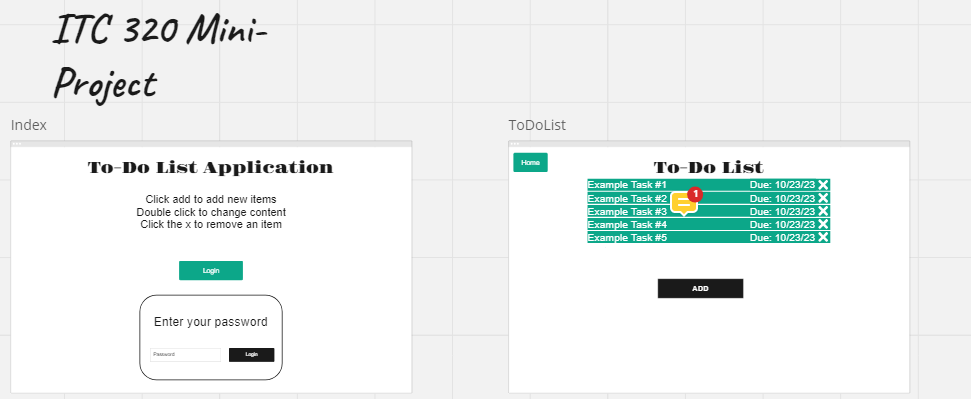 ITC 320 Mini-
Project
Index
To-Do List Application
Click add to add new items
Double click to change content
Click the x to remove an item
Login
Enter your password
Password
Login
ToDoList
Home
To-Do List
Example Task #1 Due: 10/23/23
Example Task #2 Due: 10/23/23
1
Example Task #3 Due: 10/23/23
Example Task #4 Due: 10/23/23
Example Task #5 Due: 10/23/23
ADD